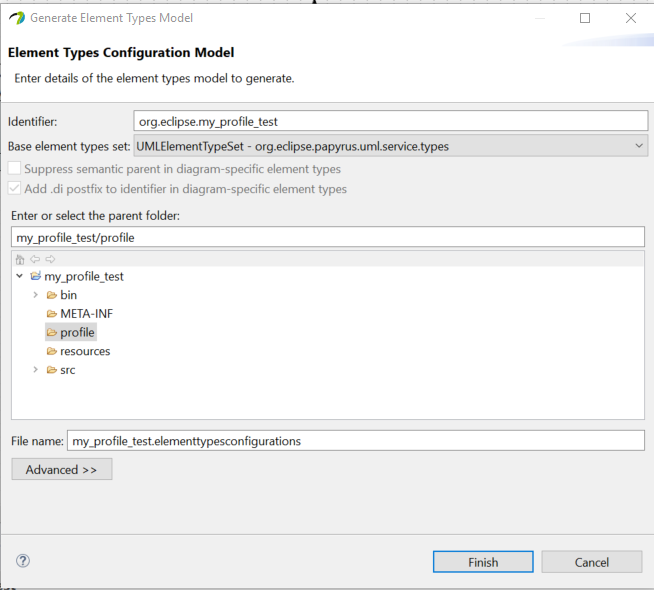 Generate Element Types Model
Element Types Configuration Model
Enter details of the element types model to generate.
Identifier: org.eclipse.my_profile_test
Base element types set: UMLElementTypeSet - org.eclipse.papyrus.uml.service.types
Suppress semantic parent in diagram-specific element types
Add .di postfix to identifier in diagram-specific element types
Enter or select the parent folder:
my_profile_test/profile
my_profile_test
bin
META-INF
profile
resources
src
File name: my_profile_test.elementtypesconfigurations
Advanced >>
? Finish Cancel